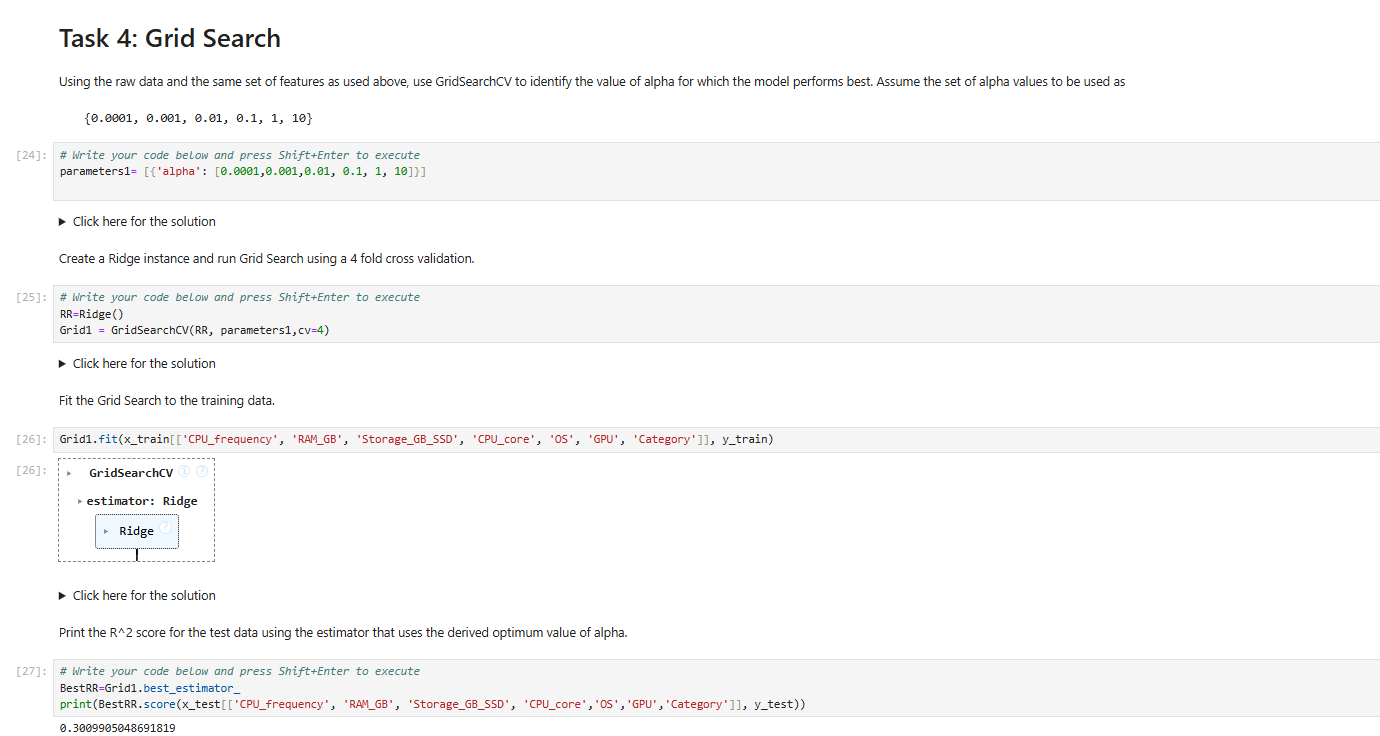 Task 4: Grid Search
Using the raw data and the same set of features as used above, use GridSearchCV to identify the value of alpha for which the model performs best. Assume the set of alpha values to be used as
{0.0001, 0.001, 0.01, 0.1, 1, 10}
[24]: # Write your code below and press Shift+Enter to execute
parameters1= [{'alpha': [0.0001,0.001,0.01, 0.1, 1, 10]}]
▶ Click here for the solution
Create a Ridge instance and run Grid Search using a 4 fold cross validation.
[25]: # Write your code below and press Shift+Enter to execute
RR=Ridge()
Grid1 = GridSearchCV(RR, parameters1,cv=4)
▶ Click here for the solution
Fit the Grid Search to the training data.
[26]: Grid1.fit(x_train[['CPU_frequency', 'RAM_GB', 'Storage_GB_SSD', 'CPU_core', 'OS', 'GPU', 'Category']], y_train)
[26]: ▸ GridSearchCV i ?
▸ estimator: Ridge
▸ Ridge ?
▶ Click here for the solution
Print the R^2 score for the test data using the estimator that uses the derived optimum value of alpha.
[27]: # Write your code below and press Shift+Enter to execute
BestRR=Grid1.best_estimator_
print(BestRR.score(x_test[['CPU_frequency', 'RAM_GB', 'Storage_GB_SSD', 'CPU_core','OS','GPU','Category']], y_test))
0.3009905048691819